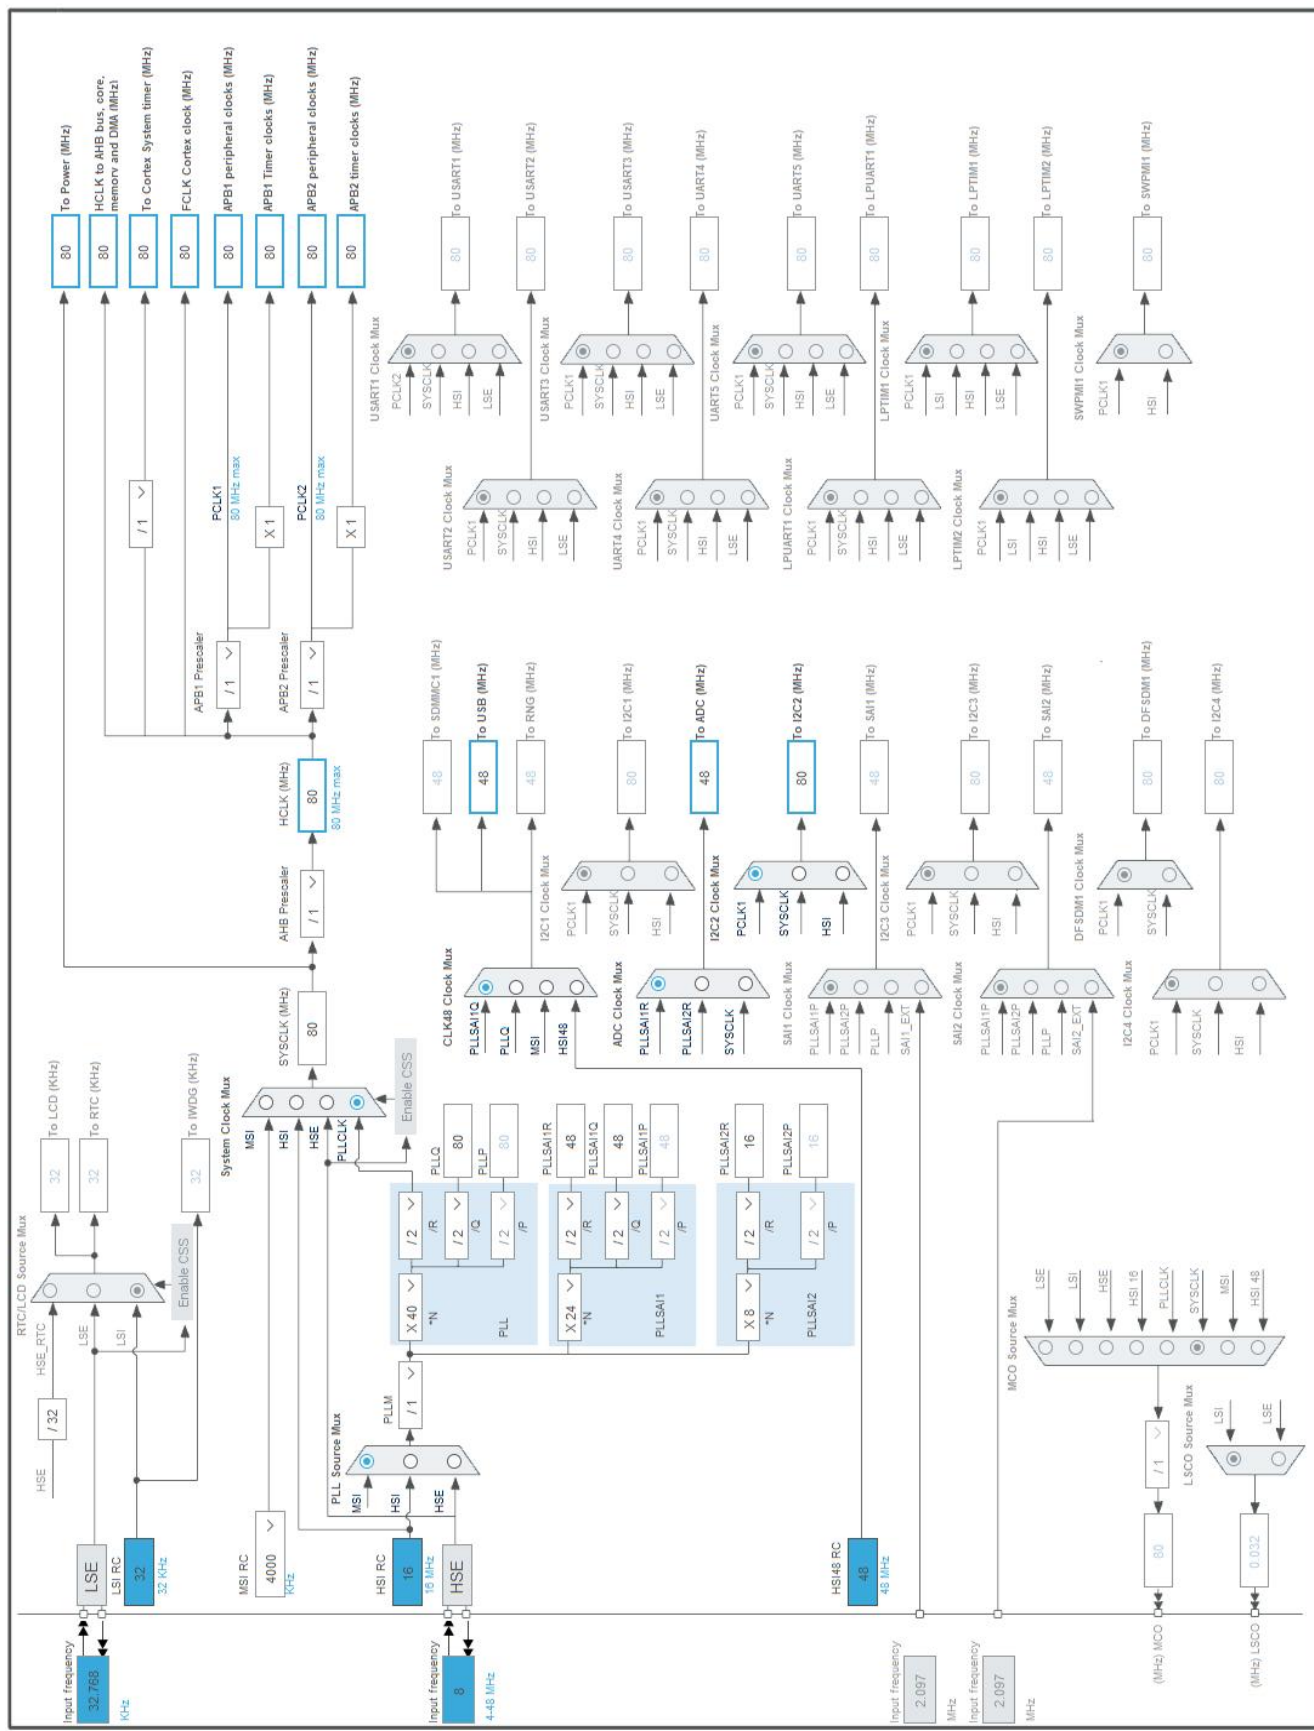 RTC/LCD Source Mux
HSE
/ 32
HSE_RTC
32
To LCD (KHz)
Input frequency
32.768
KHz
LSE
LSE
32
To RTC (KHz)
LSI RC
32
32 KHz
LSI
Enable CSS
32
To IWDG (KHz)
System Clock Mux
MSI RC
4000
KHz
MSI
HSI
HSE
PLLCLK
Enable CSS
SYSCLK (MHz)
80
AHB Prescaler
/ 1
HCLK (MHz)
80
80 MHz max
80
To Power (MHz)
80
HCLK to AHB bus, core,
memory and DMA (MHz)
/ 1
80
To Cortex System timer (MHz)
80
FCLK Cortex clock (MHz)
APB1 Prescaler
/ 1
PCLK1
80 MHz max
80
APB1 peripheral clocks (MHz)
X 1
80
APB1 Timer clocks (MHz)
APB2 Prescaler
/ 1
PCLK2
80 MHz max
80
APB2 peripheral clocks (MHz)
X 1
80
APB2 timer clocks (MHz)
PLL Source Mux
MSI
HSI
HSE
HSI RC
16
16 MHz
Input frequency
8
4-48 MHz
HSE
PLLM
/ 1
X 40
*N
PLL
/ 2
/R
/ 2
/Q
/ 2
/P
PLLQ
80
PLLP
80
X 24
*N
PLLSAI1
/ 2
/R
/ 2
/Q
/ 2
/P
PLLSAI1R
48
PLLSAI1Q
48
PLLSAI1P
48
X 8
*N
PLLSAI2
/ 2
/R
/ 2
/P
PLLSAI2R
16
PLLSAI2P
16
HSI48 RC
48
48 MHz
Input frequency
2.097
MHz
Input frequency
2.097
MHz
CLK48 Clock Mux
PLLSAI1Q
PLLQ
MSI
HSI48
48
To SDMMC1 (MHz)
48
To USB (MHz)
48
To RNG (MHz)
I2C1 Clock Mux
PCLK1
SYSCLK
HSI
80
To I2C1 (MHz)
ADC Clock Mux
PLLSAI1R
PLLSAI2R
SYSCLK
48
To ADC (MHz)
I2C2 Clock Mux
PCLK1
SYSCLK
HSI
80
To I2C2 (MHz)
SAI1 Clock Mux
PLLSAI1P
PLLSAI2P
PLLP
SAI1_EXT
48
To SAI1 (MHz)
I2C3 Clock Mux
PCLK1
SYSCLK
HSI
80
To I2C3 (MHz)
SAI2 Clock Mux
PLLSAI1P
PLLSAI2P
PLLP
SAI2_EXT
48
To SAI2 (MHz)
DFSDM1 Clock Mux
PCLK1
SYSCLK
80
To DFSDM1 (MHz)
I2C4 Clock Mux
PCLK1
SYSCLK
HSI
80
To I2C4 (MHz)
USART1 Clock Mux
PCLK2
SYSCLK
HSI
LSE
80
To USART1 (MHz)
USART2 Clock Mux
PCLK1
SYSCLK
HSI
LSE
80
To USART2 (MHz)
USART3 Clock Mux
PCLK1
SYSCLK
HSI
LSE
80
To USART3 (MHz)
UART4 Clock Mux
PCLK1
SYSCLK
HSI
LSE
80
To UART4 (MHz)
UART5 Clock Mux
PCLK1
SYSCLK
HSI
LSE
80
To UART5 (MHz)
LPUART1 Clock Mux
PCLK1
SYSCLK
HSI
LSE
80
To LPUART1 (MHz)
LPTIM1 Clock Mux
PCLK1
LSI
HSI
LSE
80
To LPTIM1 (MHz)
LPTIM2 Clock Mux
PCLK1
LSI
HSI
LSE
80
To LPTIM2 (MHz)
SWPMI1 Clock Mux
PCLK1
HSI
80
To SWPMI1 (MHz)
MCO Source Mux
LSE
LSI
HSE
HSI 16
PLLCLK
SYSCLK
MSI
HSI 48
/ 1
80
(MHz) MCO
LSCO Source Mux
LSI
LSE
0.032
(MHz) LSCO